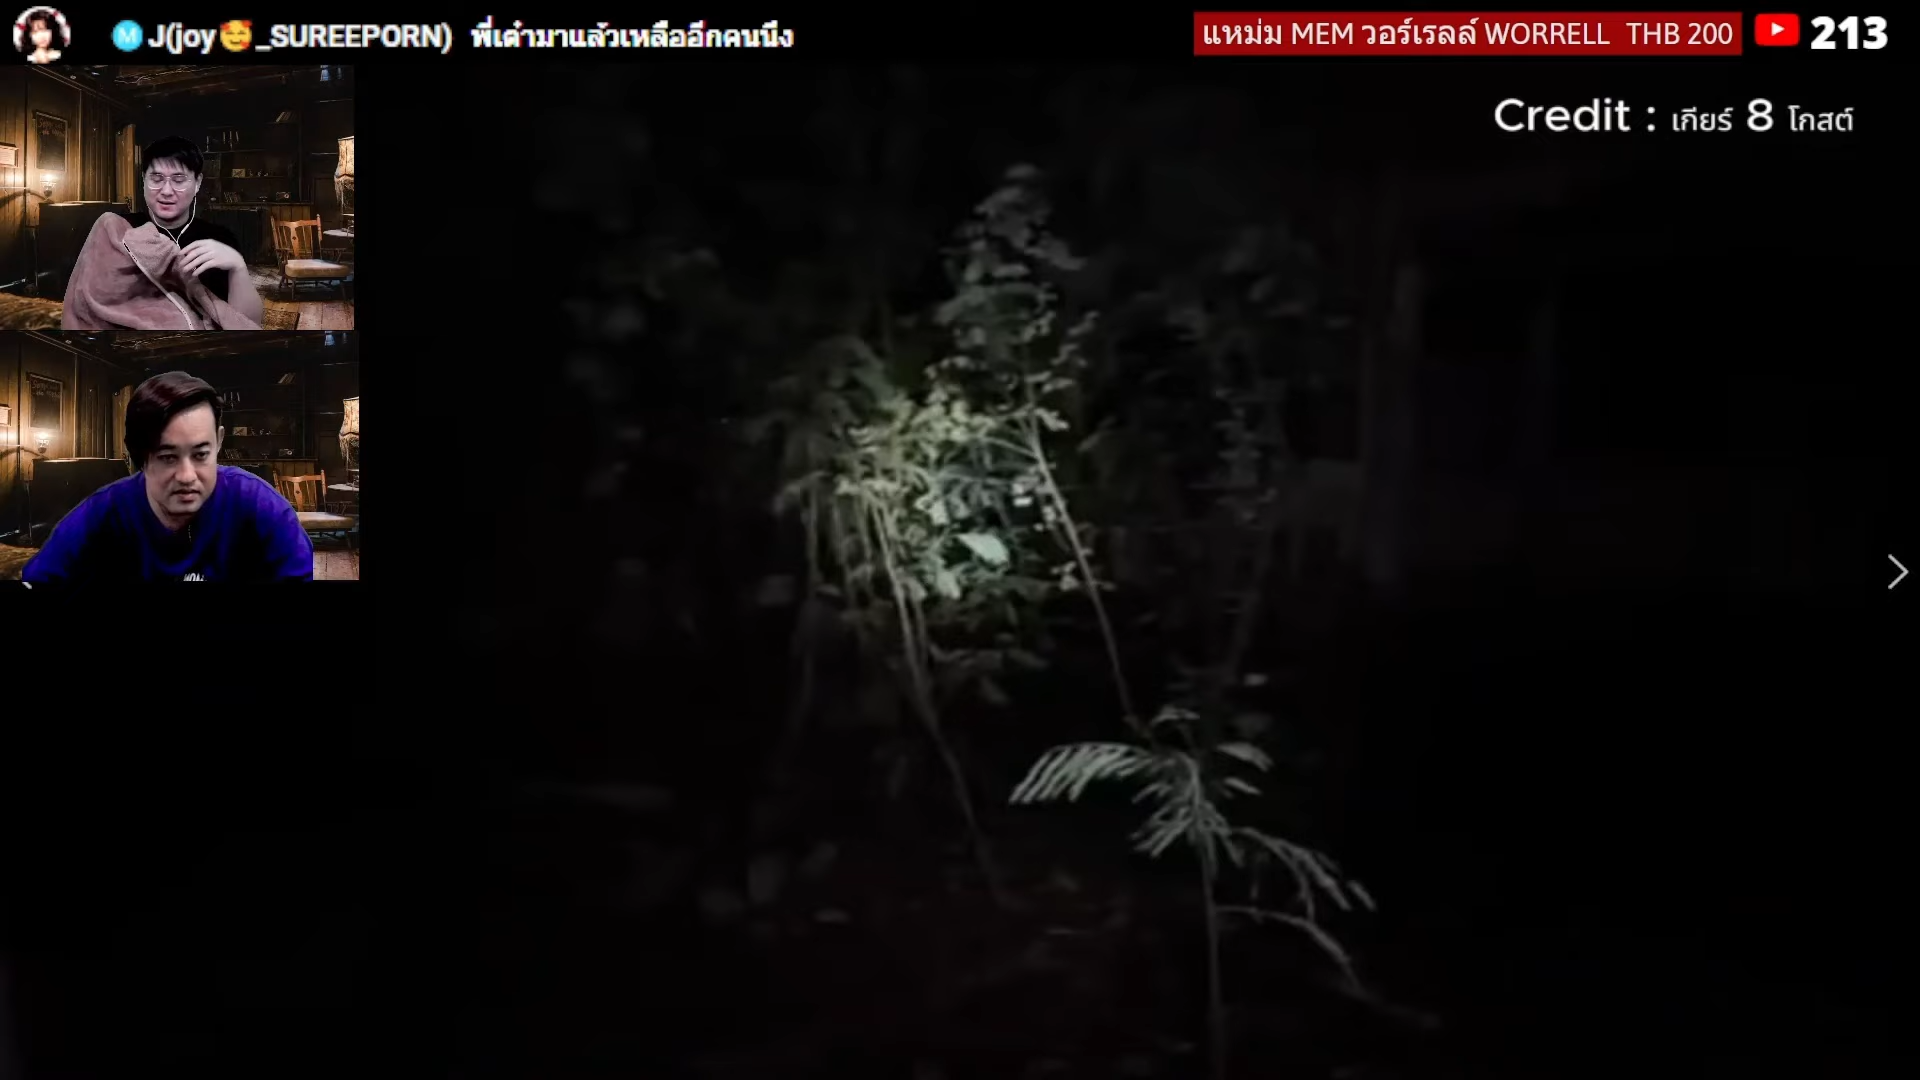 J(joy🥰_SUREEPORN) พี่เต๋ามาแล้วเหลืออีกคนนึง
แหม่ม MEM วอร์เรลล์ WORRELL THB 200
213
Credit : เกียร์ 8 โกสต์